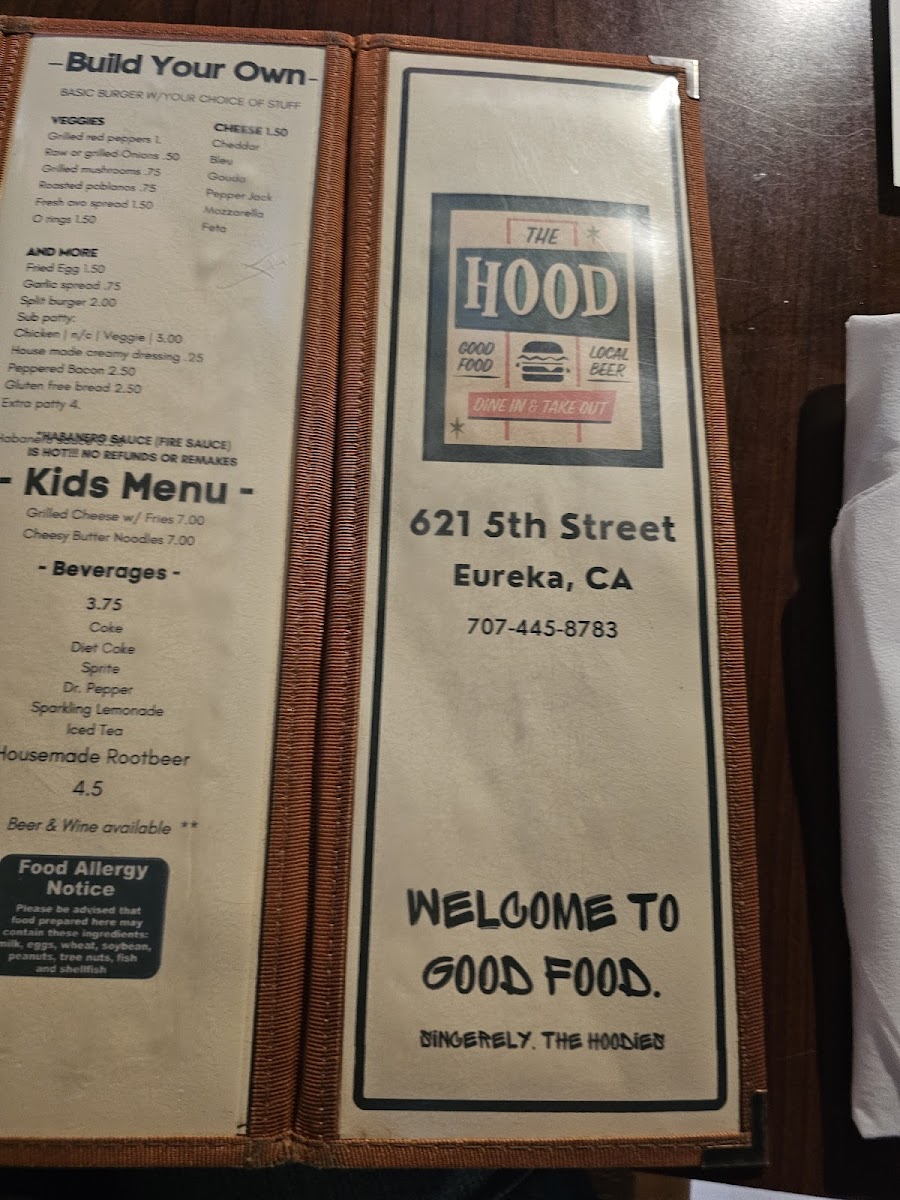 -Build Your Own-
BASIC BURGER W/YOUR CHOICE OF STUFF
VEGGIES
Grilled red peppers 1.
Raw or grilled Onions .50
Grilled mushrooms .75
Roasted poblanos .75
Fresh avo spread 1.50
O rings 1.50
CHEESE 1.50
Cheddar
Bleu
Gouda
Pepper Jack
Mozzarella
Feta
AND MORE
Fried Egg 1.50
Garlic spread .75
Split burger 2.00
Sub patty:
Chicken | n/c | Veggie | 3.00
House made creamy dressing .25
Peppered Bacon 2.50
Gluten free bread 2.50
Extra patty 4.
*HABANERO SAUCE (FIRE SAUCE)
IS HOT!!! NO REFUNDS OR REMAKES
- Kids Menu -
Grilled Cheese w/ Fries 7.00
Cheesy Butter Noodles 7.00
- Beverages -
3.75
Coke
Diet Coke
Sprite
Dr. Pepper
Sparkling Lemonade
Iced Tea
Housemade Rootbeer
4.5
Beer & Wine available **
Food Allergy
Notice
Please be advised that
food prepared here may
contain these ingredients:
milk, eggs, wheat, soybean,
peanuts, tree nuts, fish
and shellfish
THE
HOOD
GOOD
FOOD
LOCAL
BEER
DINE IN & TAKE OUT
621 5th Street
Eureka, CA
707-445-8783
WELCOME TO
GOOD FOOD.
SINCERELY, THE HOODIES